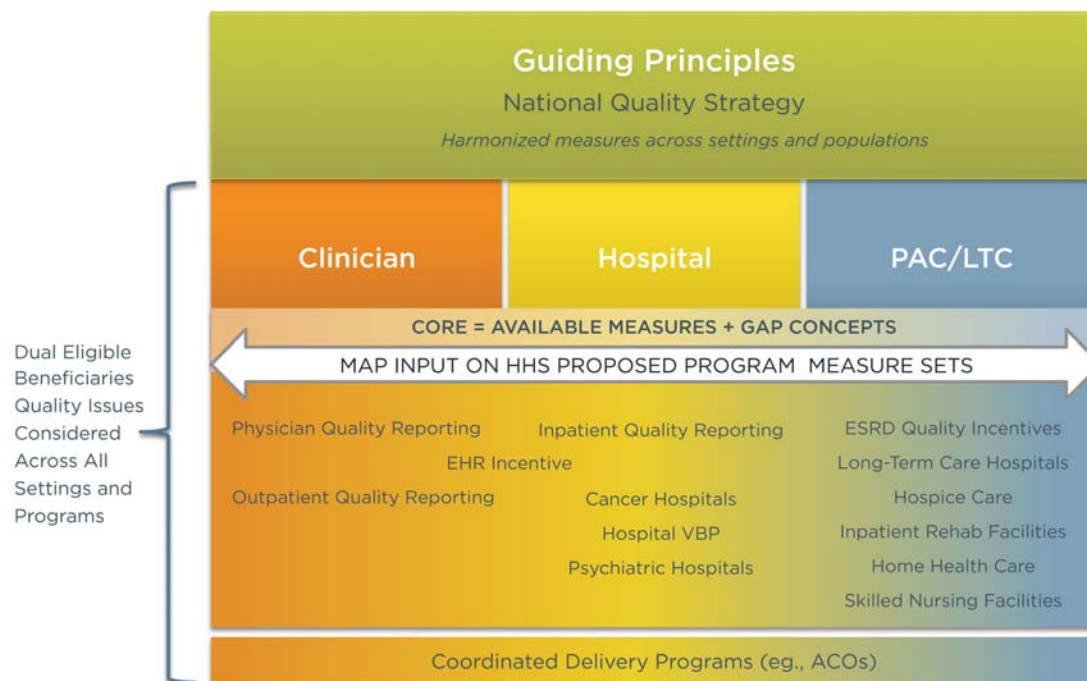 Guiding Principles
National Quality Strategy
Harmonized measures across settings and populations
Clinician
Hospital
PAC/LTC
CORE = AVAILABLE MEASURES + GAP CONCEPTS
MAP INPUT ON HHS PROPOSED PROGRAM MEASURE SETS
Dual Eligible
Beneficiaries
Quality Issues
Considered
Across All
Settings and
Programs
Physician Quality Reporting
Inpatient Quality Reporting
ESRD Quality Incentives
EHR Incentive
Long-Term Care Hospitals
Outpatient Quality Reporting
Cancer Hospitals
Hospice Care
Hospital VBP
Inpatient Rehab Facilities
Psychiatric Hospitals
Home Health Care
Skilled Nursing Facilities
Coordinated Delivery Programs (eg., ACOs)